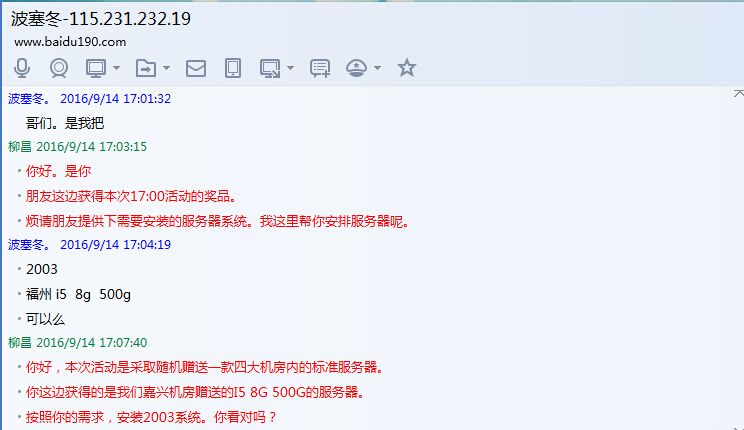 波塞冬-115.231.232.19
www.baidu190.com
波塞冬。 2016/9/14 17:01:32
哥们。是我把
柳昌 2016/9/14 17:03:15
你好。是你
朋友这边获得本次17:00活动的奖品。
烦请朋友提供下需要安装的服务器系统。我这里帮你安排服务器呢。
波塞冬。 2016/9/14 17:04:19
2003
福州 i5 8g 500g
可以么
柳昌 2016/9/14 17:07:40
你好，本次活动是采取随机赠送一款四大机房内的标准服务器。
你这边获得的是我们嘉兴机房赠送的I5 8G 500G的服务器。
按照你的需求，安装2003系统。你看对吗？